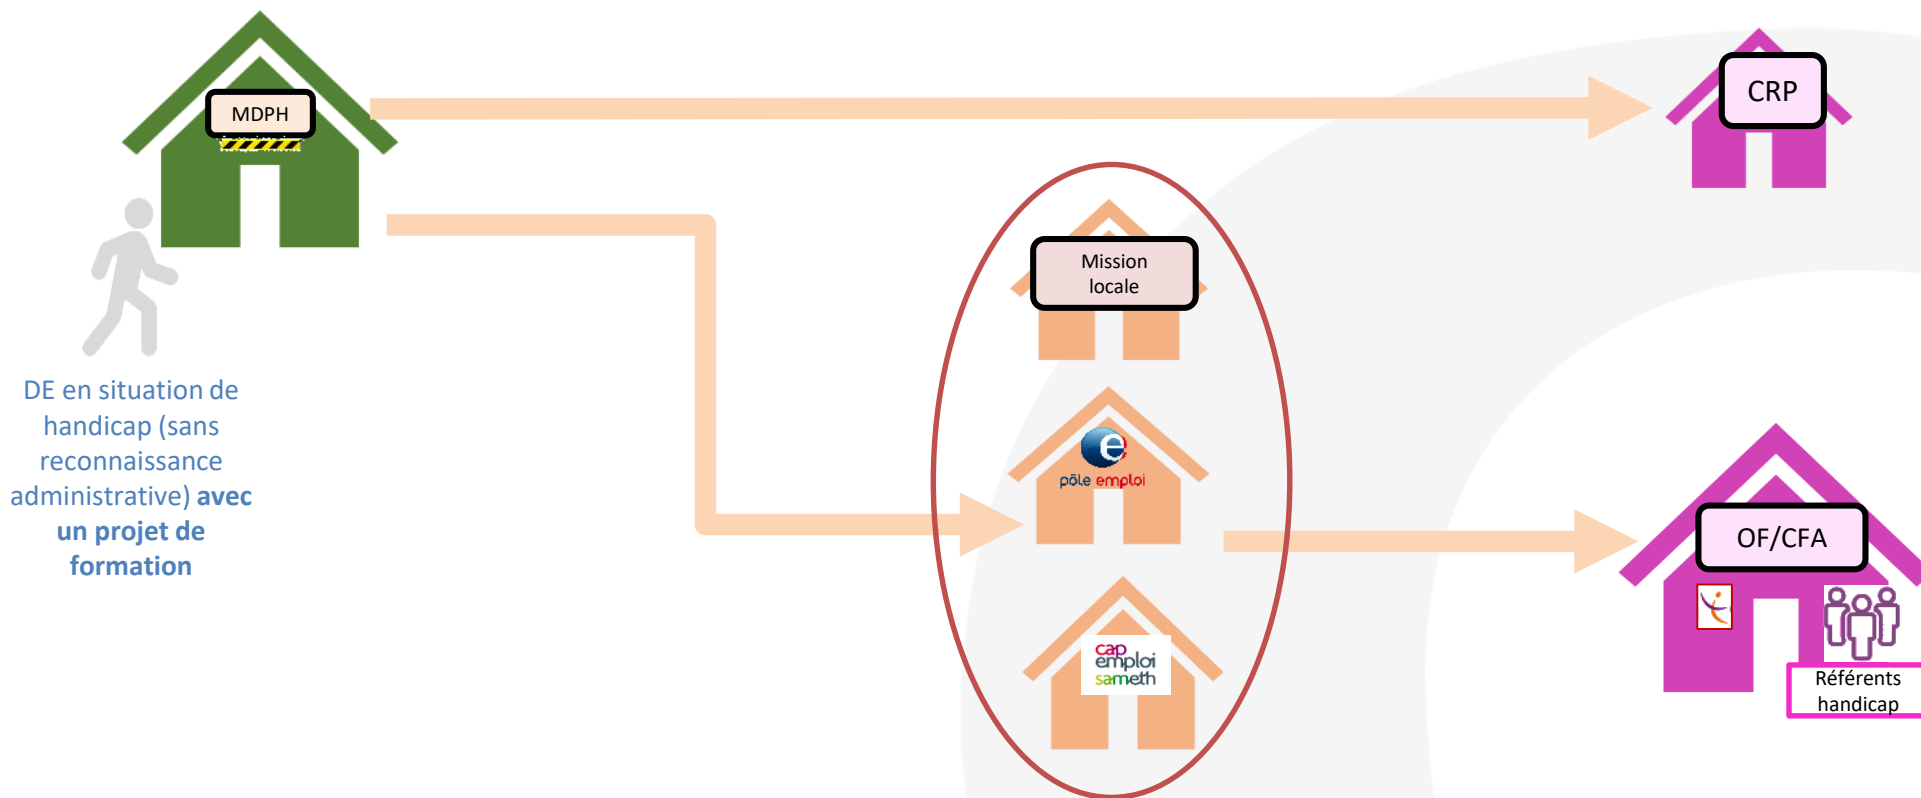 MDPH
CRP
Mission
locale
pôle emploi
cap
emploi
sameth
DE en situation de
handicap (sans
reconnaissance
administrative) avec
un projet de
formation
OF/CFA
Référents
handicap